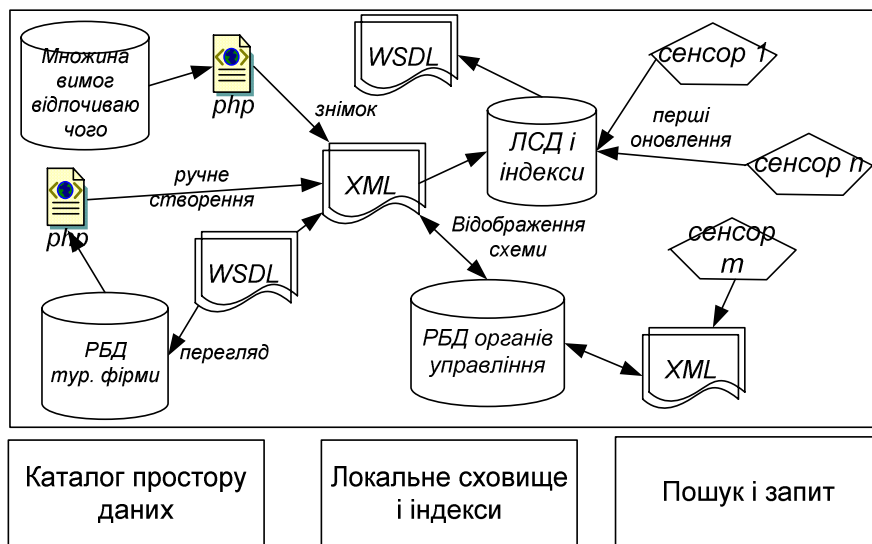 Множина
вимог
відпочиваю
чого
php
знімок
WSDL
ЛСД і
індекси
сенсор 1
перші
оновлення
сенсор n
php
ручне
створення
XML
WSDL
Відображення
схеми
сенсор
m
РБД
тур. фірми
перегляд
РБД органів
управління
XML
Каталог простору
даних
Локальне сховище
і індекси
Пошук і запит